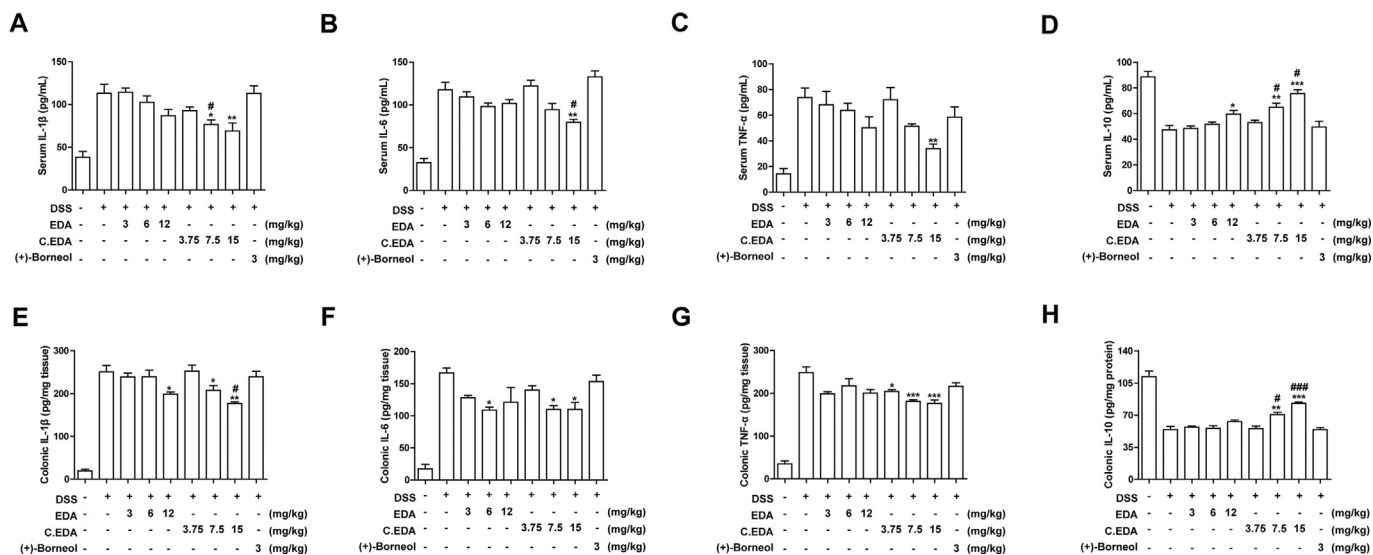 A
B
C
D
Serum IL-1β (pg/mL)
150
100
50
0
#
*
**
DSS - + + + + + + + +
EDA - - 3 6 12 - - - - (mg/kg)
C.EDA - - - - - 3.75 7.5 15 - (mg/kg)
(+)-Borneol - - - - - - - - 3 (mg/kg)
Serum IL-6 (pg/mL)
150
100
50
0
#
**
DSS - + + + + + + + +
EDA - - 3 6 12 - - - - (mg/kg)
C.EDA - - - - - 3.75 7.5 15 - (mg/kg)
(+)-Borneol - - - - - - - - 3 (mg/kg)
Serum TNF-α (pg/mL)
100
80
60
40
20
0
**
DSS - + + + + + + + +
EDA - - 3 6 12 - - - - (mg/kg)
C.EDA - - - - - 3.75 7.5 15 - (mg/kg)
(+)-Borneol - - - - - - - - 3 (mg/kg)
Serum IL-10 (pg/mL)
100
80
60
40
20
0
*
#
**
#
***
DSS - + + + + + + + +
EDA - - 3 6 12 - - - - (mg/kg)
C.EDA - - - - - 3.75 7.5 15 - (mg/kg)
(+)-Borneol - - - - - - - - 3 (mg/kg)
E
F
G
H
Colonic IL-1β (pg/mg tissue)
300
200
100
0
*
*
#
**
DSS - + + + + + + + +
EDA - - 3 6 12 - - - - (mg/kg)
C.EDA - - - - - 3.75 7.5 15 - (mg/kg)
(+)-Borneol - - - - - - - - 3 (mg/kg)
Colonic IL-6 (pg/mg tissue)
200
150
100
50
0
*
*
*
DSS - + + + + + + + +
EDA - - 3 6 12 - - - - (mg/kg)
C.EDA - - - - - 3.75 7.5 15 - (mg/kg)
(+)-Borneol - - - - - - - - 3 (mg/kg)
Colonic TNF-α (pg/mg tissue)
300
200
100
0
*
***
***
DSS - + + + + + + + +
EDA - - 3 6 12 - - - - (mg/kg)
C.EDA - - - - - 3.75 7.5 15 - (mg/kg)
(+)-Borneol - - - - - - - - 3 (mg/kg)
Colonic IL-10 (pg/mg protein)
140
105
70
35
0
#
**
###
***
DSS - + + + + + + + +
EDA - - 3 6 12 - - - - (mg/kg)
C.EDA - - - - - 3.75 7.5 15 - (mg/kg)
(+)-Borneol - - - - - - - - 3 (mg/kg)